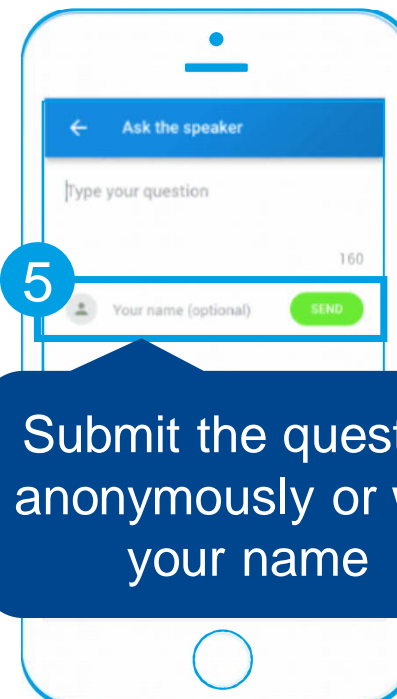 Ask the speaker
Type your question
160
5
Your name (optional) SEND
Submit the quest
anonymously or
your name